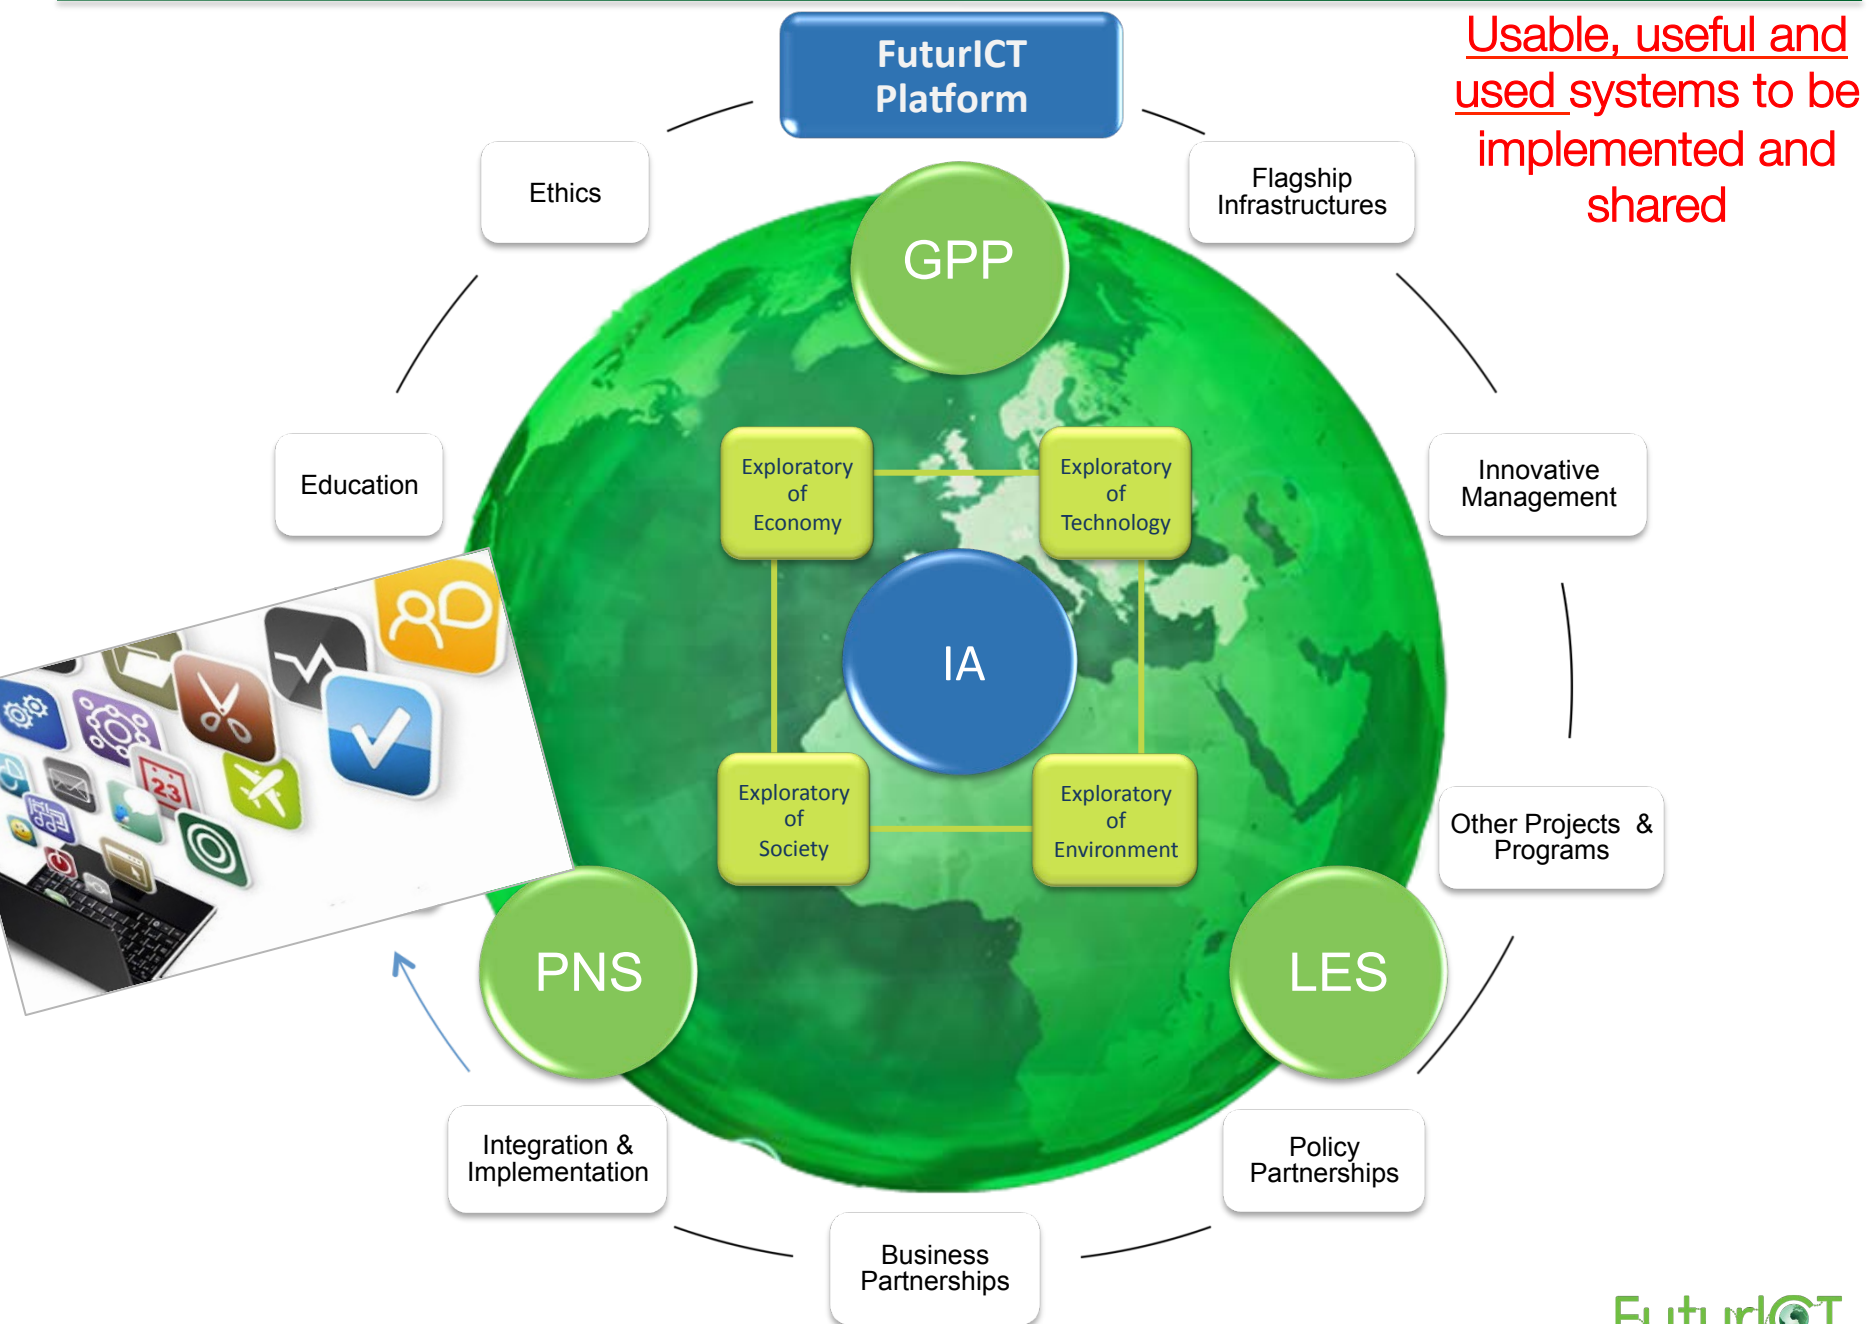 FuturICT
Platform
Usable, useful and
used systems to be
implemented and
shared
Ethics
Flagship
Infrastructures
GPP
Education
Exploratory
of
Economy
Exploratory
of
Technology
Innovative
Management
IA
23
Exploratory
of
Society
Exploratory
of
Environment
Other Projects &
Programs
PNS
LES
Integration &
Implementation
Policy
Partnerships
Business
Partnerships
FuturICT